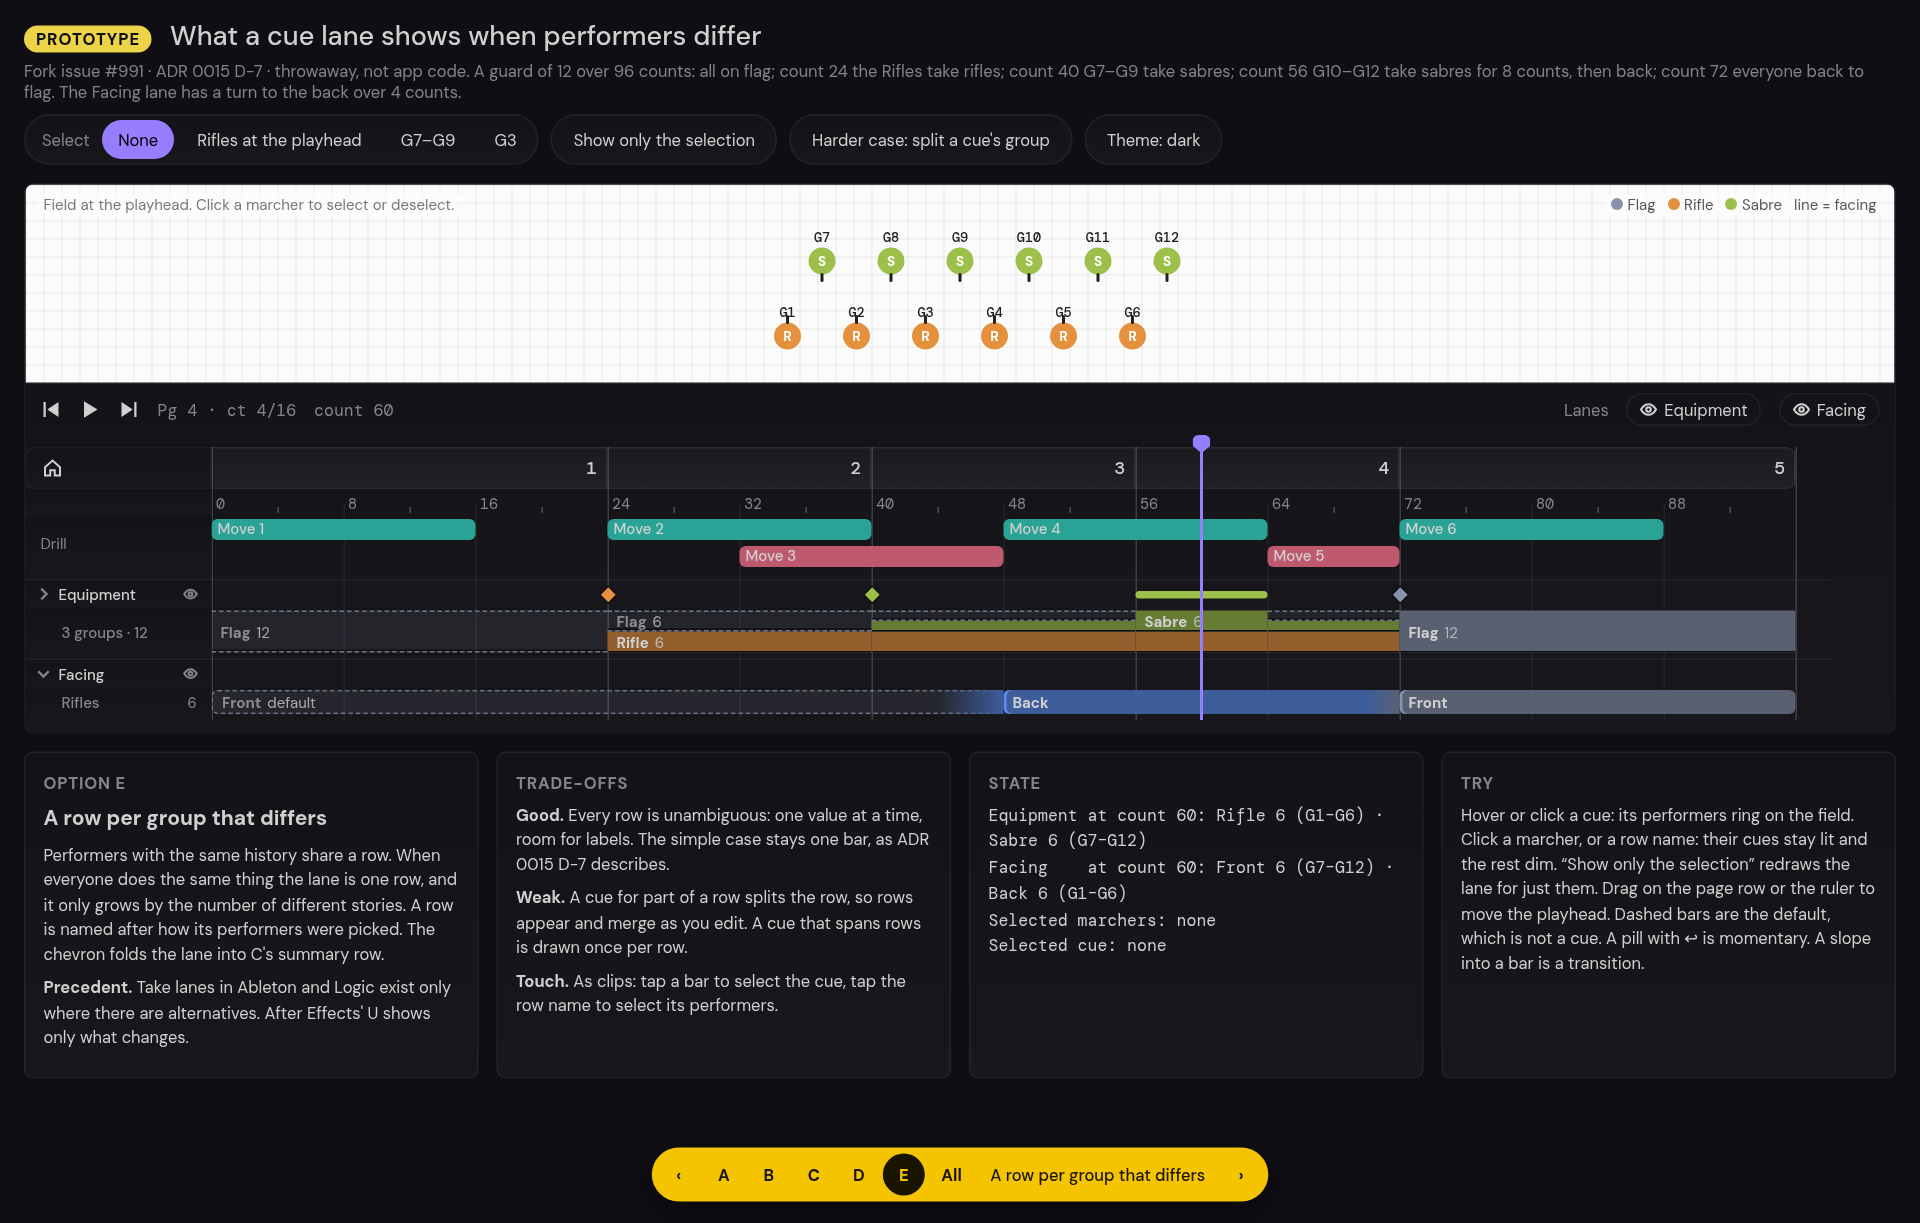 PROTOTYPE What a cue lane shows when performers differ
Fork issue #991 · ADR 0015 D-7 · throwaway, not app code. A guard of 12 over 96 counts: all on flag; count 24 the Rifles take rifles; count 40 G7–G9 take sabres; count 56 G10–G12 take sabres for 8 counts, then back; count 72 everyone back to
flag. The Facing lane has a turn to the back over 4 counts.
Select None Rifles at the playhead G7–G9 G3 Show only the selection Harder case: split a cue's group Theme: dark
Field at the playhead. Click a marcher to select or deselect. Flag Rifle Sabre line = facing
G7 G8 G9 G10 G11 G12
S S S S S S
G1 G2 G3 G4 G5 G6
R R R R R R
Pg 4 · ct 4/16 count 60 Lanes Equipment Facing
1 2 3 4 5
0 8 16 24 32 40 48 56 64 72 80 88
Move 1 Move 2 Move 4 Move 6
Drill
Move 3 Move 5
Equipment
Flag 6 Sabre 6
3 groups · 12 Flag 12 Flag 12
Rifle 6
Facing
Rifles 6 Front default Back Front
OPTION E
A row per group that differs
Performers with the same history share a row. When
everyone does the same thing the lane is one row, and
it only grows by the number of different stories. A row
is named after how its performers were picked. The
chevron folds the lane into C's summary row.
Precedent. Take lanes in Ableton and Logic exist only
where there are alternatives. After Effects' U shows
only what changes.
TRADE-OFFS
Good. Every row is unambiguous: one value at a time,
room for labels. The simple case stays one bar, as ADR
0015 D-7 describes.
Weak. A cue for part of a row splits the row, so rows
appear and merge as you edit. A cue that spans rows
is drawn once per row.
Touch. As clips: tap a bar to select the cue, tap the
row name to select its performers.
STATE
Equipment at count 60: Rifle 6 (G1-G6) ·
Sabre 6 (G7-G12)
Facing at count 60: Front 6 (G7-G12) ·
Back 6 (G1-G6)
Selected marchers: none
Selected cue: none
TRY
Hover or click a cue: its performers ring on the field.
Click a marcher, or a row name: their cues stay lit and
the rest dim. “Show only the selection” redraws the
lane for just them. Drag on the page row or the ruler to
move the playhead. Dashed bars are the default,
which is not a cue. A pill with ↩ is momentary. A slope
into a bar is a transition.
‹ A B C D E All A row per group that differs ›